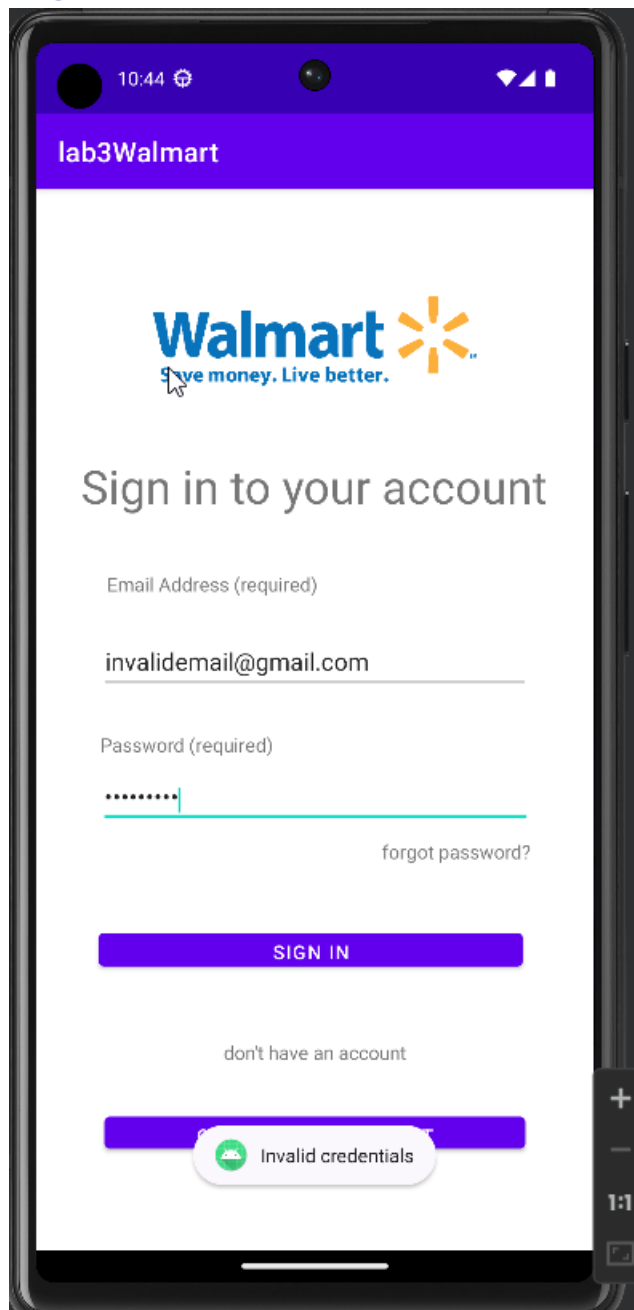 10:44
lab3Walmart
Walmart
Save money. Live better.
Sign in to your account
Email Address (required)
invalidemail@gmail.com
Password (required)
•••••••••
forgot password?
SIGN IN
don't have an account
Invalid credentials
1:1